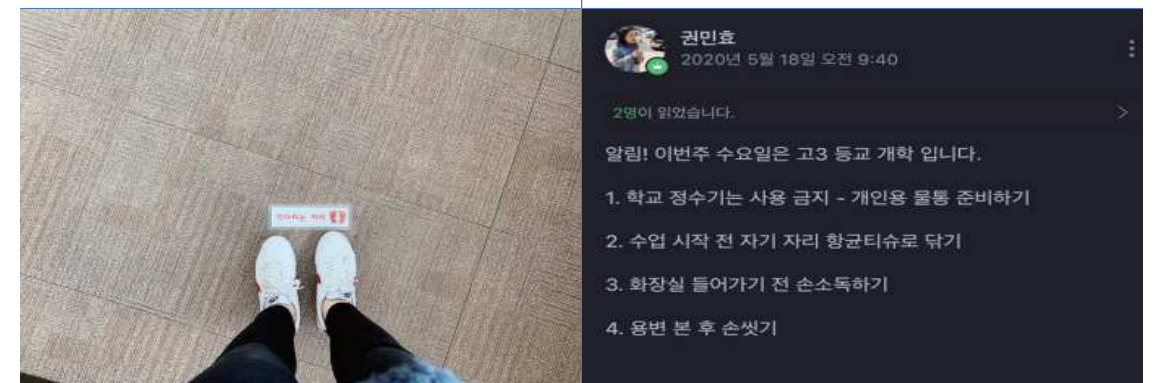 자리
권민효
2020년 5월 18일 오전 9:40
2명이 읽었습니다.
알림! 이번주 수요일은 고3 등교 개학 입니다.
1. 학교 정수기는 사용 금지 - 개인용 물통 준비하기
2. 수업 시작 전 자기 자리 항균티슈로 닦기
3. 화장실 들어가기 전 손소독하기
4. 용변 본 후 손씻기